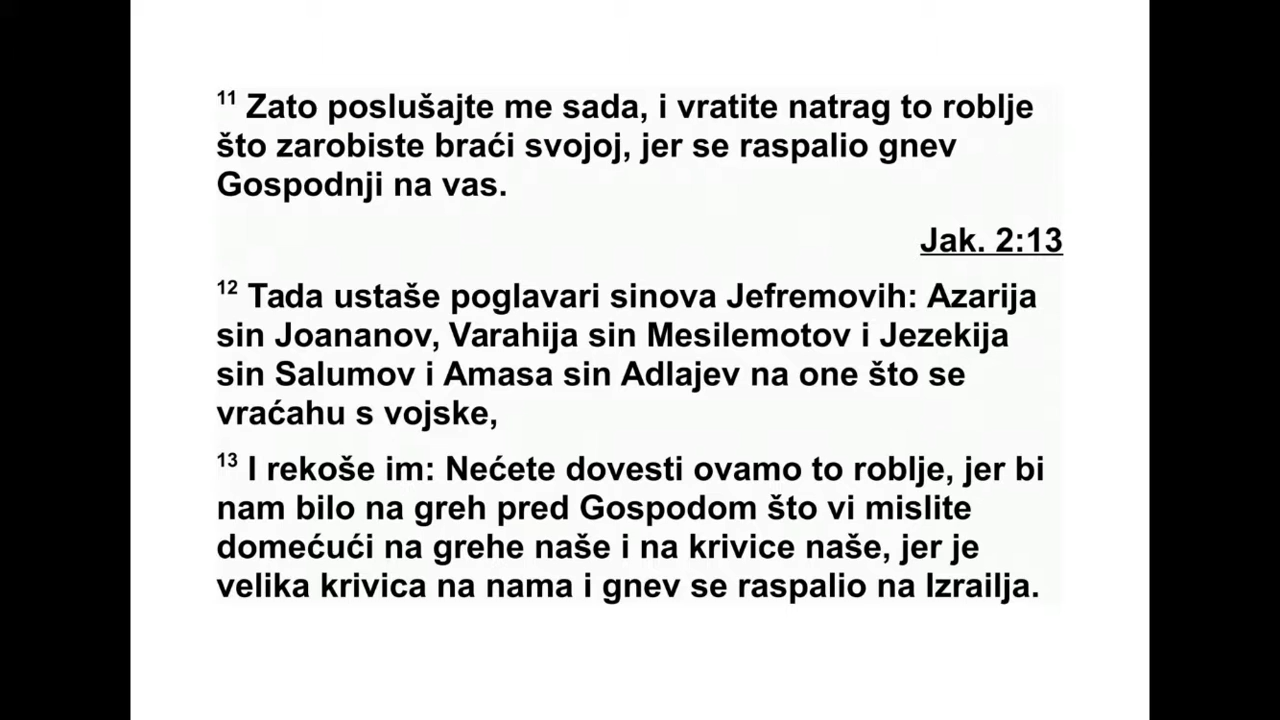 11 Zato poslušajte me sada, i vratite natrag to roblje
što zarobiste braći svojoj, jer se raspalio gnev
Gospodnji na vas.
Jak. 2:13
12 Tada ustaše poglavari sinova Jefremovih: Azarija
sin Joananov, Varahija sin Mesilemotov i Jezekija
sin Salumov i Amasa sin Adlajev na one što se
vraćahu s vojske,
13 I rekoše im: Nećete dovesti ovamo to roblje, jer bi
nam bilo na greh pred Gospodom što vi mislite
domećući na grehe naše i na krivice naše, jer je
velika krivica na nama i gnev se raspalio na Izrailja.